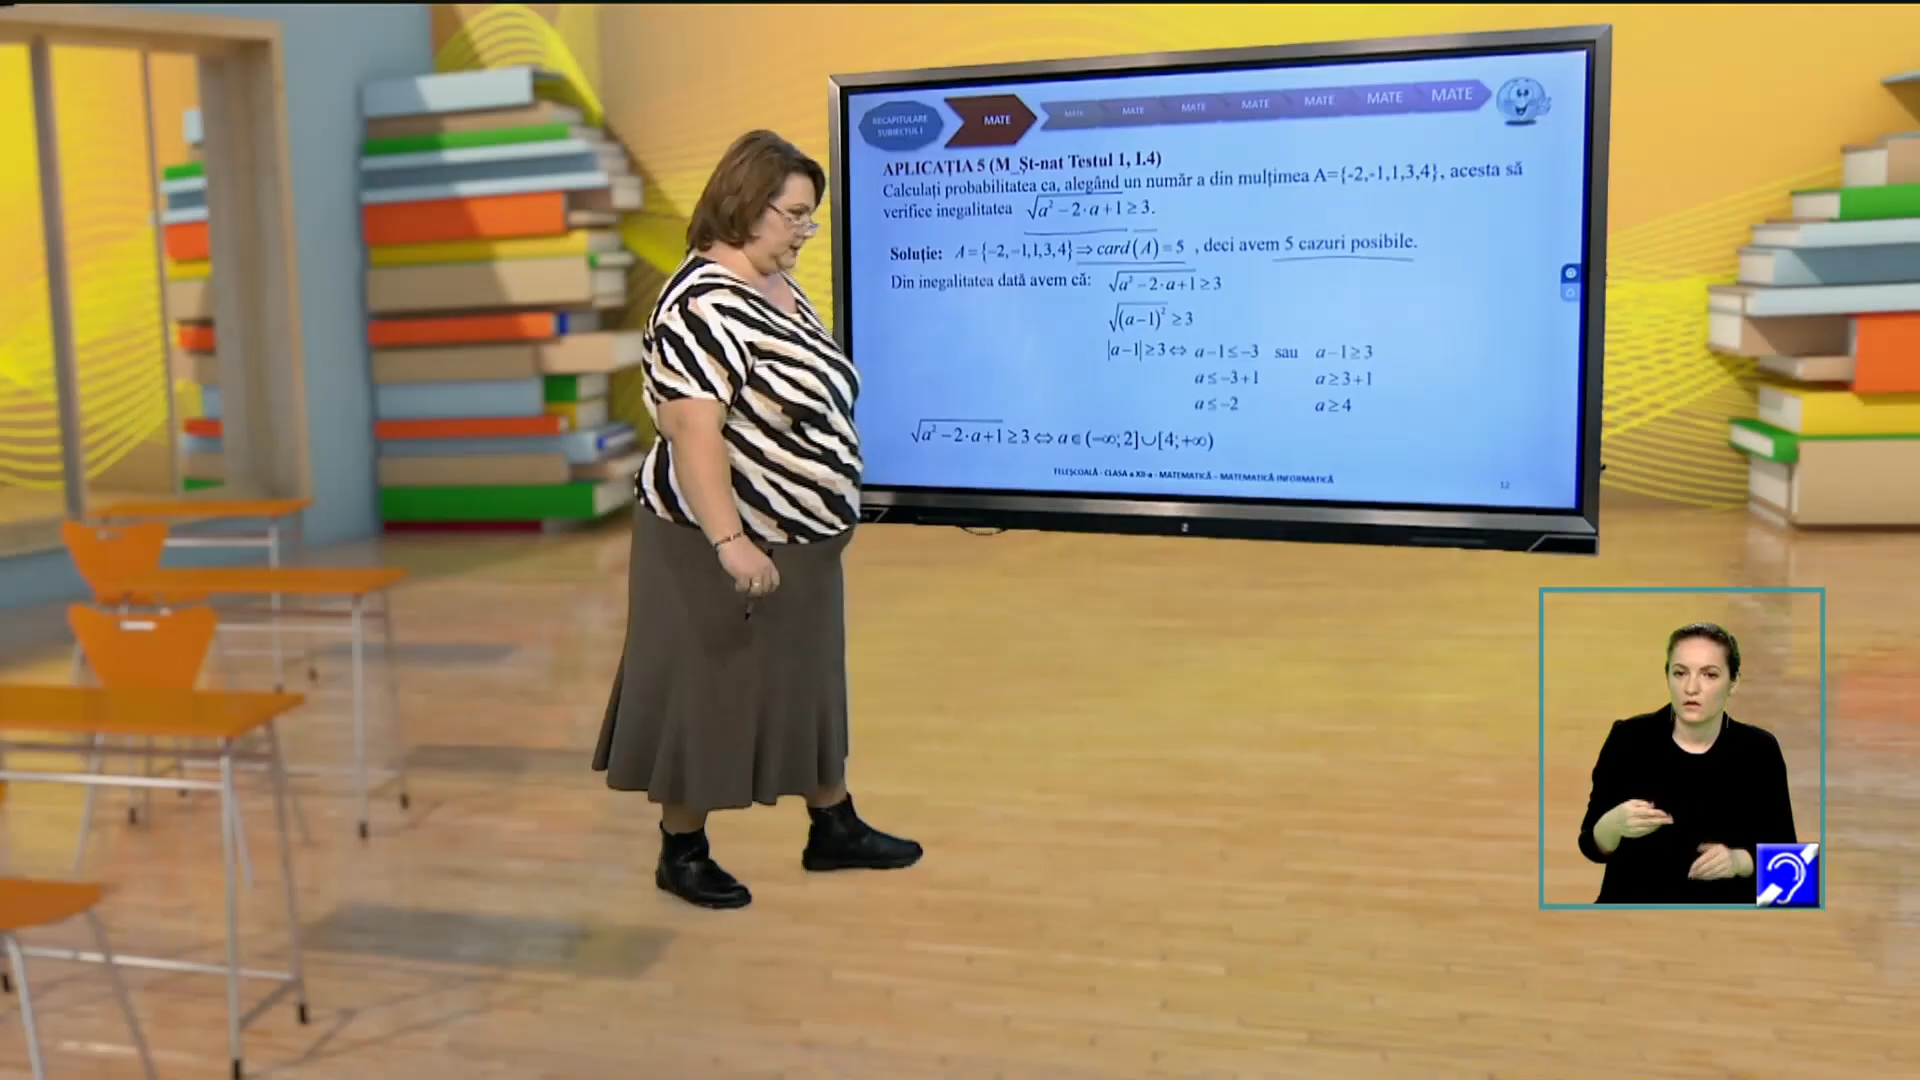 RECAPITULARE
SUBIECTUL I
MATE
MATE MATE MATE MATE MATE MATE MATE
APLICAȚIA 5 (M_Șt-nat Testul 1, I.4)
Calculați probabilitatea ca, alegând un număr a din mulțimea A={-2,-1,1,3,4}, acesta să
verifice inegalitatea √(a² − 2·a+1) ≥ 3.
Soluție: A={−2,−1,1,3,4} ⇒ card(A) = 5 , deci avem 5 cazuri posibile.
Din inegalitatea dată avem că: √(a² − 2·a+1) ≥ 3
√((a−1)²) ≥ 3
|a−1| ≥ 3 ⇔ a−1 ≤ −3 sau a−1 ≥ 3
a ≤ −3+1 a ≥ 3+1
a ≤ −2 a ≥ 4
√(a² − 2·a+1) ≥ 3 ⇔ a ∈ (−∞; 2] ∪ [4; +∞)
TELEȘCOALĂ - CLASA a XII-a - MATEMATICĂ - MATEMATICĂ INFORMATICĂ
12